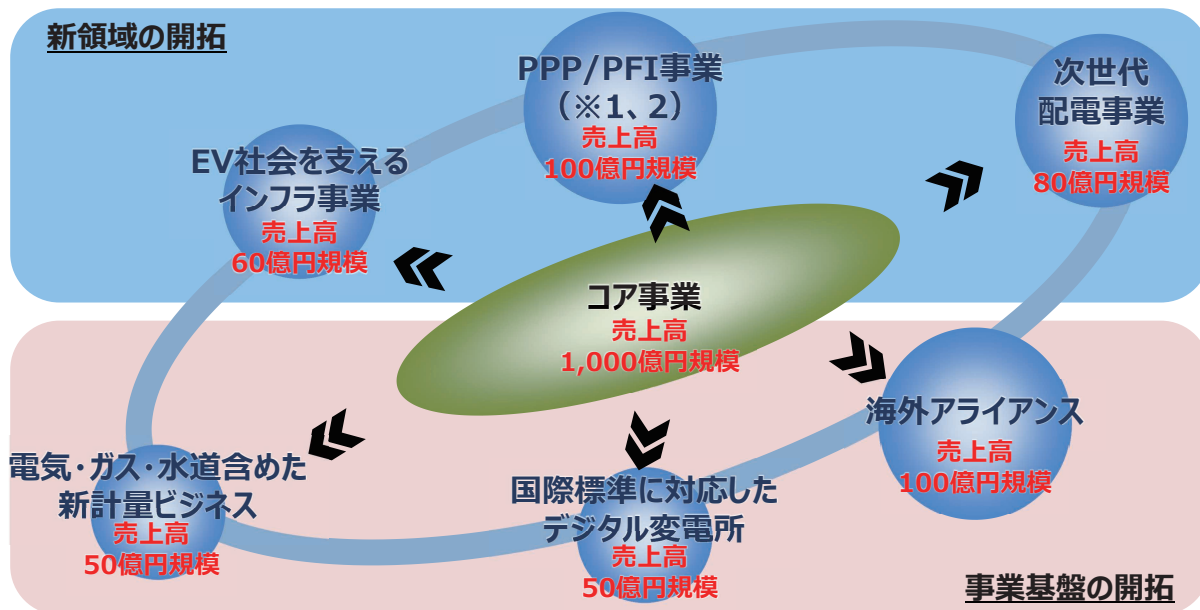 新領域の開拓
PPP/PFI事業
（※1、2）
売上高
100億円規模
次世代
配電事業
売上高
80億円規模
EV社会を支える
インフラ事業
売上高
60億円規模
コア事業
売上高
1,000億円規模
海外アライアンス
売上高
100億円規模
電気・ガス・水道含めた
新計量ビジネス
売上高
50億円規模
国際標準に対応した
デジタル変電所
売上高
50億円規模
事業基盤の開拓